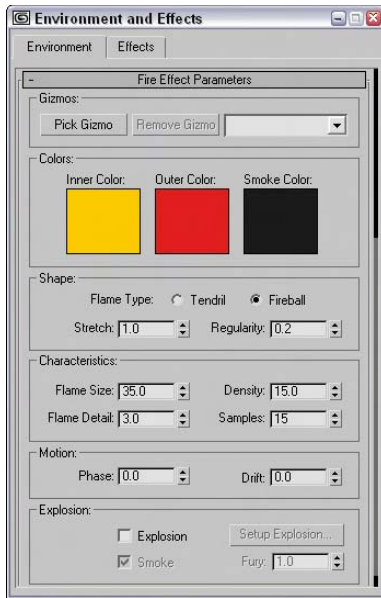 Environment and Effects
Environment Effects
- Fire Effect Parameters
Gizmos:
Pick Gizmo Remove Gizmo
Colors:
Inner Color: Outer Color: Smoke Color:
Shape:
Flame Type: Tendril Fireball
Stretch: 1.0 Regularity: 0.2
Characteristics:
Flame Size: 35.0 Density: 15.0
Flame Detail: 3.0 Samples: 15
Motion:
Phase: 0.0 Drift: 0.0
Explosion:
Explosion Setup Explosion...
Smoke Fury: 1.0